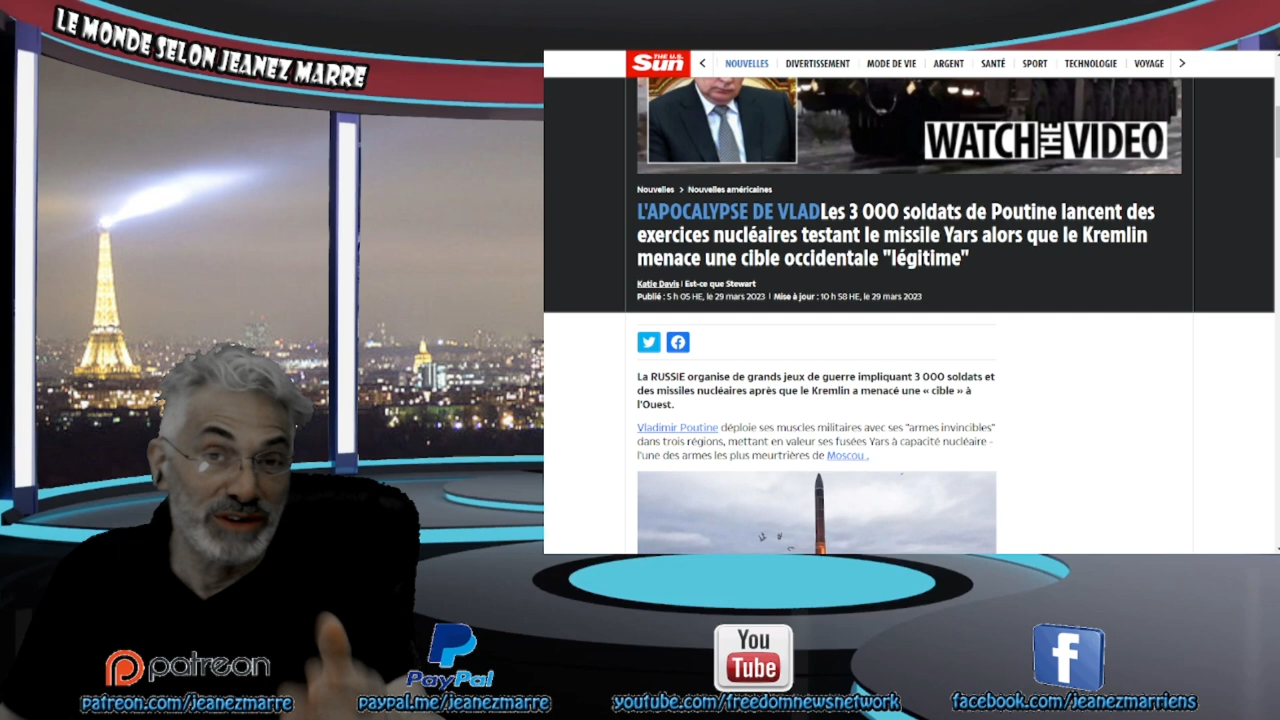 LE MONDE SELON JEANEZ MARRE
THE U.S. Sun
NOUVELLES
DIVERTISSEMENT
MODE DE VIE
ARGENT
SANTÉ
SPORT
TECHNOLOGIE
VOYAGE
WATCH THE VIDEO
Nouvelles > Nouvelles américaines
L'APOCALYPSE DE VLADLes 3 000 soldats de Poutine lancent des
exercices nucléaires testant le missile Yars alors que le Kremlin
menace une cible occidentale "légitime"
Katie Davis | Est-ce que Stewart
Publié : 5 h 05 HE, le 29 mars 2023 | Mise à jour : 10 h 58 HE, le 29 mars 2023
La RUSSIE organise de grands jeux de guerre impliquant 3 000 soldats et
des missiles nucléaires après que le Kremlin a menacé une « cible » à
l'Ouest.
Vladimir Poutine déploie ses muscles militaires avec ses "armes invincibles"
dans trois régions, mettant en valeur ses fusées Yars à capacité nucléaire -
l'une des armes les plus meurtrières de Moscou .
patreon
PayPal
You Tube
patreon.com/jeanezmarre
paypal.me/jeanezmarre
youtube.com/freedomnewsnetwork
facebook.com/jeanezmarriens